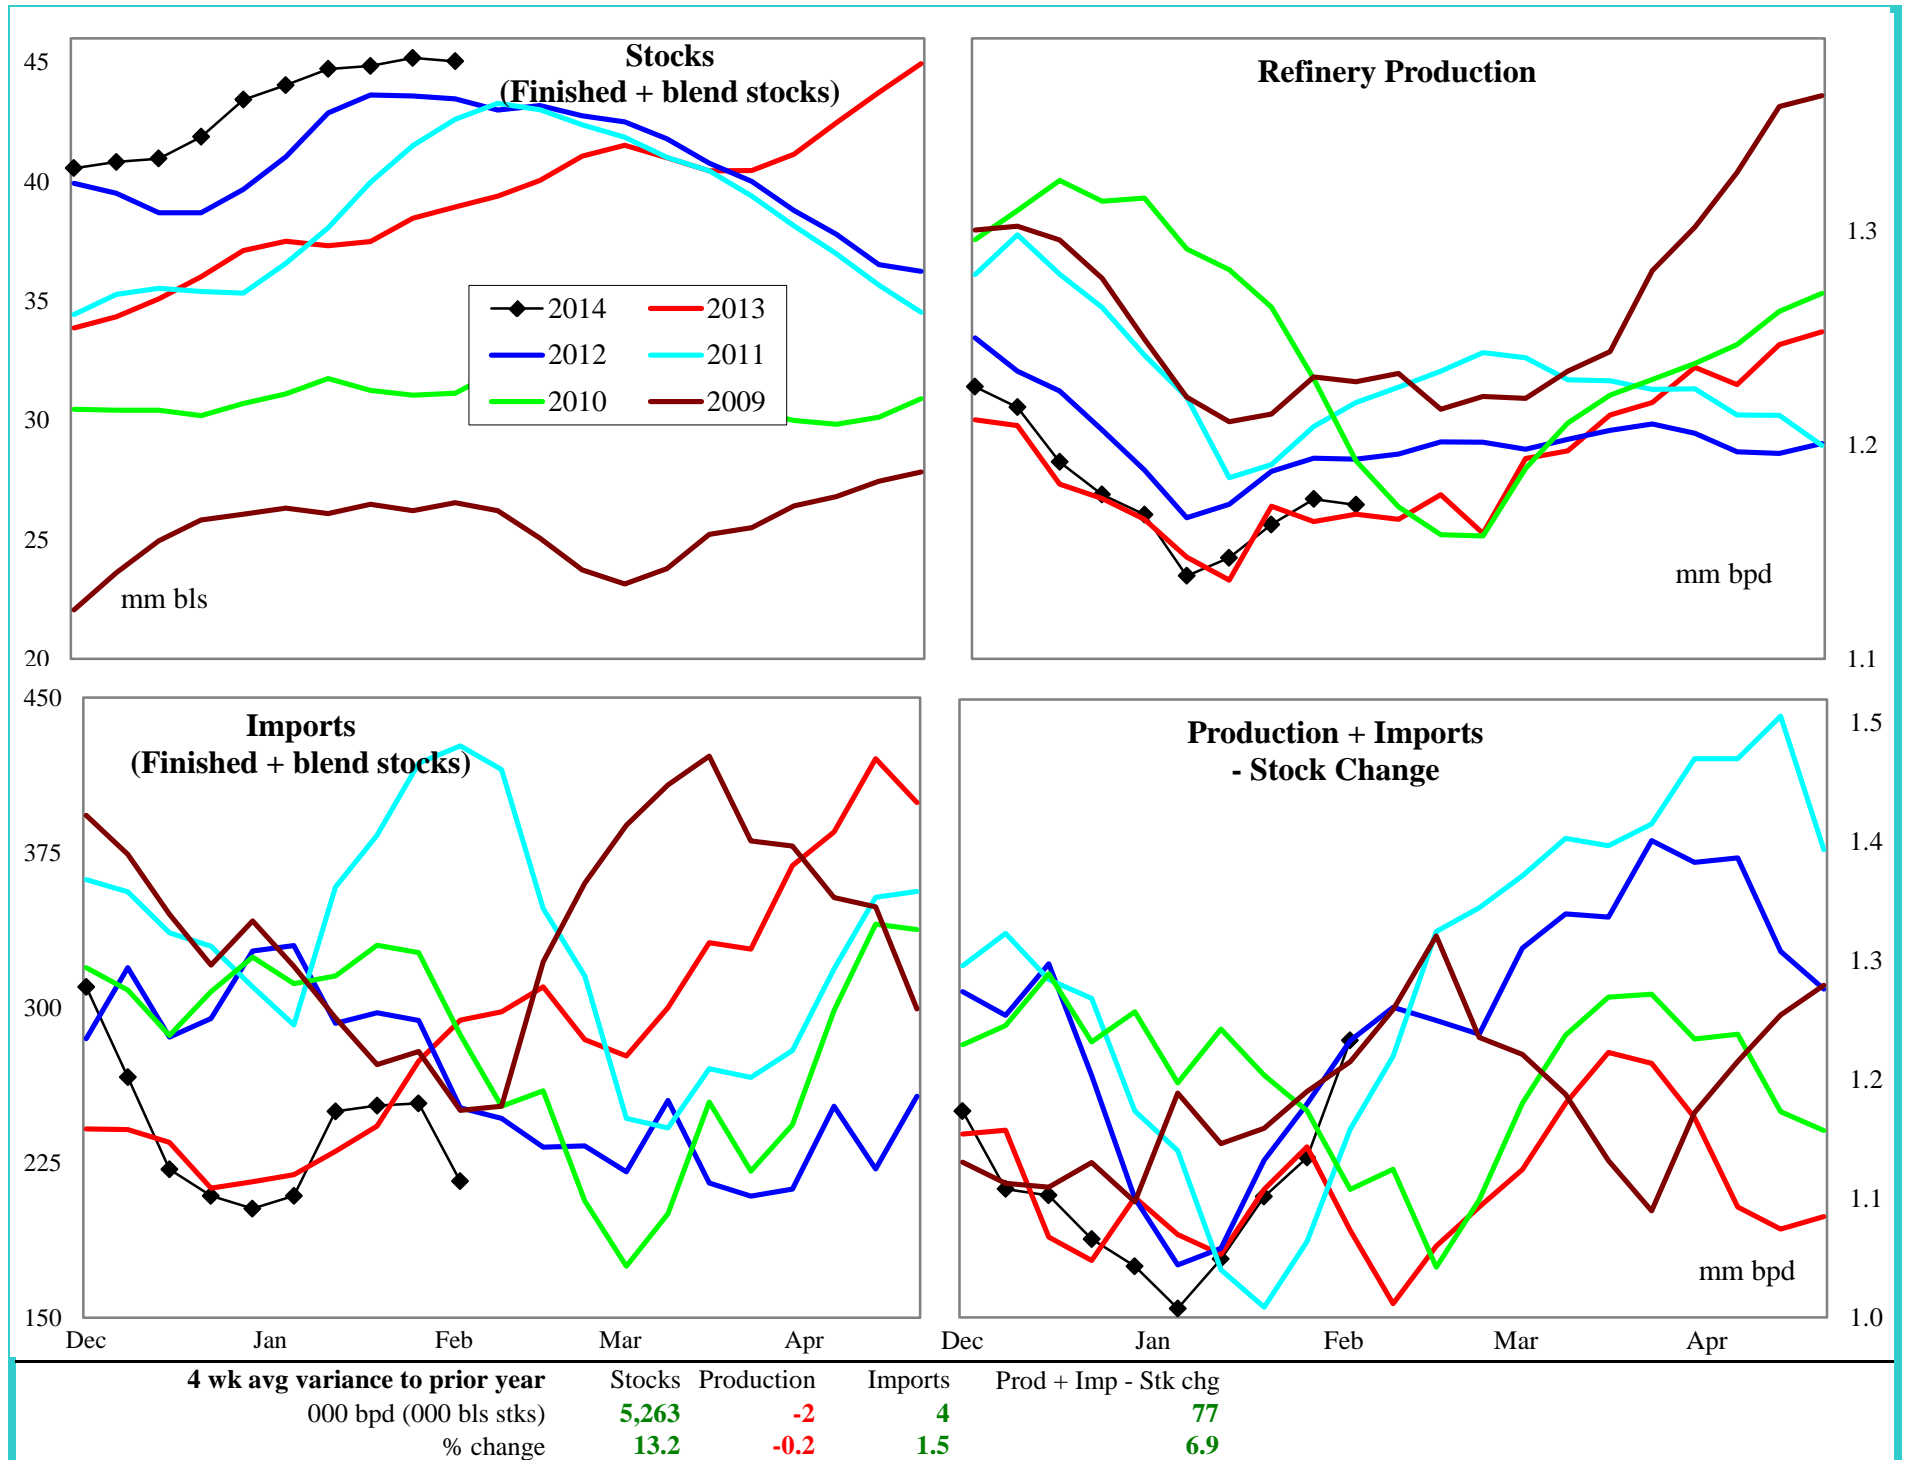 Stocks
(Finished + blend stocks)
45
40
35
30
25
20
mm bls
2014 2013
2012 2011
2010 2009
Refinery Production
1.3
1.2
1.1
mm bpd
Imports
(Finished + blend stocks)
450
375
300
225
150
Dec Jan Feb Mar Apr
Production + Imports
- Stock Change
1.5
1.4
1.3
1.2
1.1
1.0
mm bpd
Dec Jan Feb Mar Apr
4 wk avg variance to prior year Stocks Production Imports Prod + Imp - Stk chg
000 bpd (000 bls stks) 5,263 -2 4 77
% change 13.2 -0.2 1.5 6.9